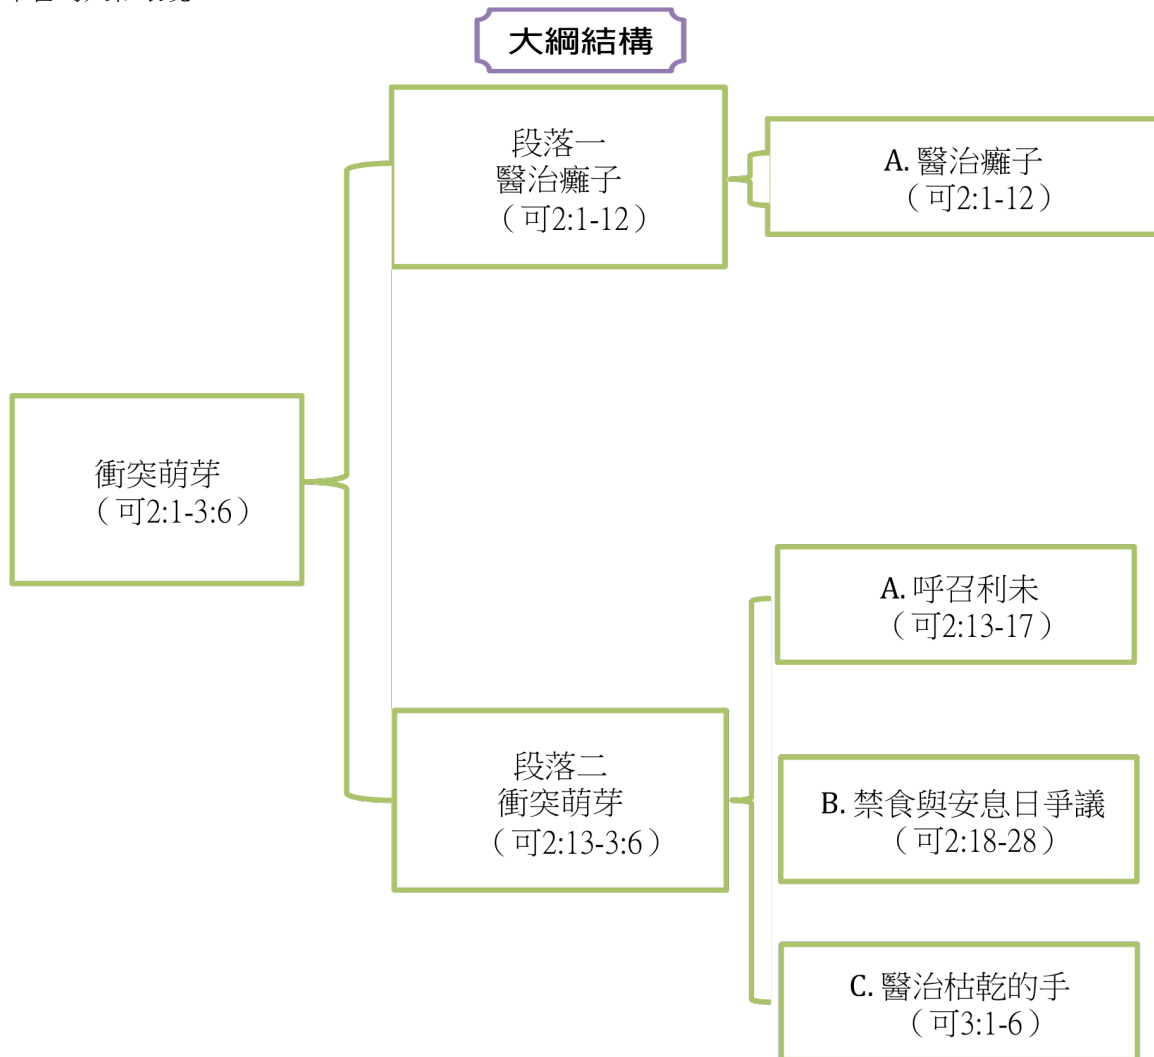 大綱結構
段落一
醫治癱子
（可2:1-12）
A. 醫治癱子
（可2:1-12）
衝突萌芽
（可2:1-3:6）
段落二
衝突萌芽
（可2:13-3:6）
A. 呼召利未
（可2:13-17）
B. 禁食與安息日爭議
（可2:18-28）
C. 醫治枯乾的手
（可3:1-6）